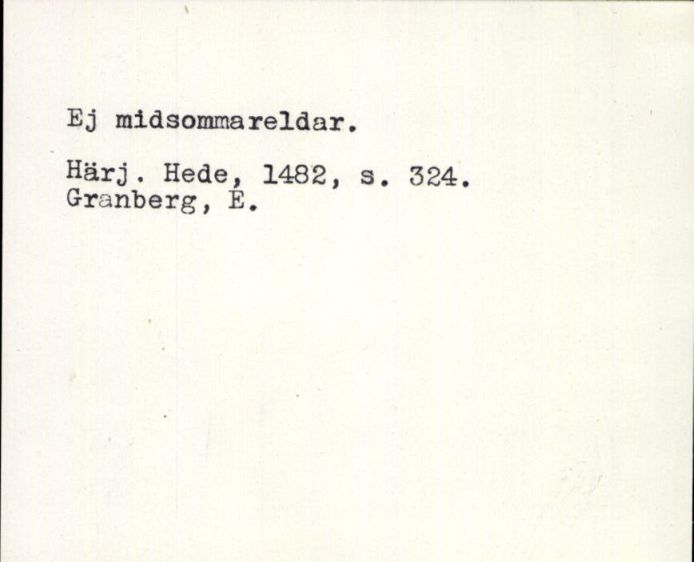 Ej midsommareldar.
Härj. Hede, 1482, s. 324.
Granberg, E.